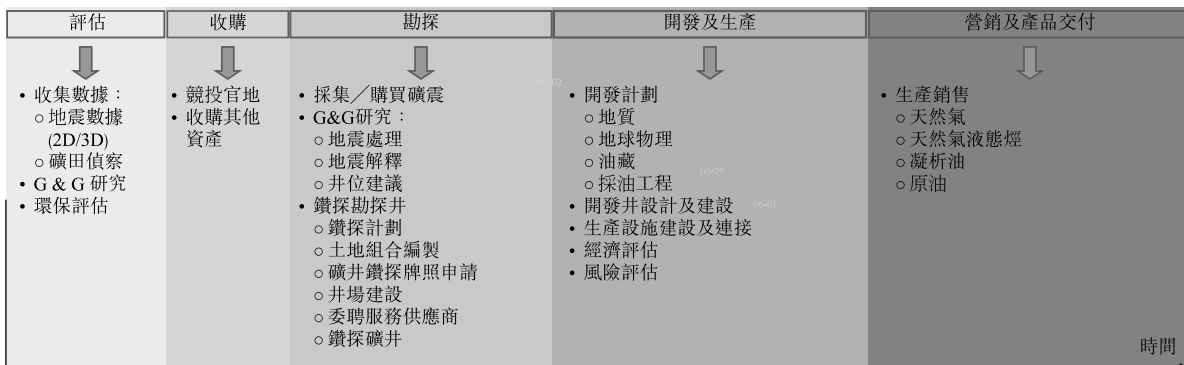 評估
• 收集數據：
○ 地震數據
(2D/3D)
○ 礦田偵察
• G & G 研究
• 環保評估
收購
• 競投官地
• 收購其他
資產
勘探
• 採集／購買礦震
• G&G研究：
○ 地震處理
○ 地震解釋
○ 井位建議
• 鑽探勘探井
○ 鑽探計劃
○ 土地組合編製
○ 礦井鑽探牌照申請
○ 井場建設
○ 委聘服務供應商
○ 鑽探礦井
開發及生產
• 開發計劃
○ 地質
○ 地球物理
○ 油藏
○ 採油工程
• 開發井設計及建設
• 生產設施建設及連接
• 經濟評估
• 風險評估
05-02
05-29
06-01
營銷及產品交付
• 生產銷售
○ 天然氣
○ 天然氣液態烴
○ 凝析油
○ 原油
時間